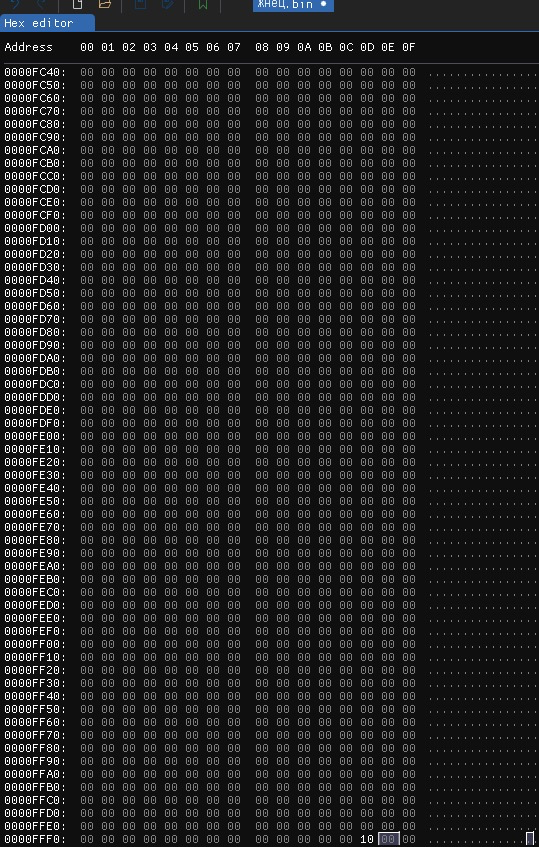 жнец.bin ●
Hex editor
Address 00 01 02 03 04 05 06 07 08 09 0A 0B 0C 0D 0E 0F
0000FC40: 00 00 00 00 00 00 00 00 00 00 00 00 00 00 00 00 ................
0000FC50: 00 00 00 00 00 00 00 00 00 00 00 00 00 00 00 00 ................
0000FC60: 00 00 00 00 00 00 00 00 00 00 00 00 00 00 00 00 ................
0000FC70: 00 00 00 00 00 00 00 00 00 00 00 00 00 00 00 00 ................
0000FC80: 00 00 00 00 00 00 00 00 00 00 00 00 00 00 00 00 ................
0000FC90: 00 00 00 00 00 00 00 00 00 00 00 00 00 00 00 00 ................
0000FCA0: 00 00 00 00 00 00 00 00 00 00 00 00 00 00 00 00 ................
0000FCB0: 00 00 00 00 00 00 00 00 00 00 00 00 00 00 00 00 ................
0000FCC0: 00 00 00 00 00 00 00 00 00 00 00 00 00 00 00 00 ................
0000FCD0: 00 00 00 00 00 00 00 00 00 00 00 00 00 00 00 00 ................
0000FCE0: 00 00 00 00 00 00 00 00 00 00 00 00 00 00 00 00 ................
0000FCF0: 00 00 00 00 00 00 00 00 00 00 00 00 00 00 00 00 ................
0000FD00: 00 00 00 00 00 00 00 00 00 00 00 00 00 00 00 00 ................
0000FD10: 00 00 00 00 00 00 00 00 00 00 00 00 00 00 00 00 ................
0000FD20: 00 00 00 00 00 00 00 00 00 00 00 00 00 00 00 00 ................
0000FD30: 00 00 00 00 00 00 00 00 00 00 00 00 00 00 00 00 ................
0000FD40: 00 00 00 00 00 00 00 00 00 00 00 00 00 00 00 00 ................
0000FD50: 00 00 00 00 00 00 00 00 00 00 00 00 00 00 00 00 ................
0000FD60: 00 00 00 00 00 00 00 00 00 00 00 00 00 00 00 00 ................
0000FD70: 00 00 00 00 00 00 00 00 00 00 00 00 00 00 00 00 ................
0000FD80: 00 00 00 00 00 00 00 00 00 00 00 00 00 00 00 00 ................
0000FD90: 00 00 00 00 00 00 00 00 00 00 00 00 00 00 00 00 ................
0000FDA0: 00 00 00 00 00 00 00 00 00 00 00 00 00 00 00 00 ................
0000FDB0: 00 00 00 00 00 00 00 00 00 00 00 00 00 00 00 00 ................
0000FDC0: 00 00 00 00 00 00 00 00 00 00 00 00 00 00 00 00 ................
0000FDD0: 00 00 00 00 00 00 00 00 00 00 00 00 00 00 00 00 ................
0000FDE0: 00 00 00 00 00 00 00 00 00 00 00 00 00 00 00 00 ................
0000FDF0: 00 00 00 00 00 00 00 00 00 00 00 00 00 00 00 00 ................
0000FE00: 00 00 00 00 00 00 00 00 00 00 00 00 00 00 00 00 ................
0000FE10: 00 00 00 00 00 00 00 00 00 00 00 00 00 00 00 00 ................
0000FE20: 00 00 00 00 00 00 00 00 00 00 00 00 00 00 00 00 ................
0000FE30: 00 00 00 00 00 00 00 00 00 00 00 00 00 00 00 00 ................
0000FE40: 00 00 00 00 00 00 00 00 00 00 00 00 00 00 00 00 ................
0000FE50: 00 00 00 00 00 00 00 00 00 00 00 00 00 00 00 00 ................
0000FE60: 00 00 00 00 00 00 00 00 00 00 00 00 00 00 00 00 ................
0000FE70: 00 00 00 00 00 00 00 00 00 00 00 00 00 00 00 00 ................
0000FE80: 00 00 00 00 00 00 00 00 00 00 00 00 00 00 00 00 ................
0000FE90: 00 00 00 00 00 00 00 00 00 00 00 00 00 00 00 00 ................
0000FEA0: 00 00 00 00 00 00 00 00 00 00 00 00 00 00 00 00 ................
0000FEB0: 00 00 00 00 00 00 00 00 00 00 00 00 00 00 00 00 ................
0000FEC0: 00 00 00 00 00 00 00 00 00 00 00 00 00 00 00 00 ................
0000FED0: 00 00 00 00 00 00 00 00 00 00 00 00 00 00 00 00 ................
0000FEE0: 00 00 00 00 00 00 00 00 00 00 00 00 00 00 00 00 ................
0000FEF0: 00 00 00 00 00 00 00 00 00 00 00 00 00 00 00 00 ................
0000FF00: 00 00 00 00 00 00 00 00 00 00 00 00 00 00 00 00 ................
0000FF10: 00 00 00 00 00 00 00 00 00 00 00 00 00 00 00 00 ................
0000FF20: 00 00 00 00 00 00 00 00 00 00 00 00 00 00 00 00 ................
0000FF30: 00 00 00 00 00 00 00 00 00 00 00 00 00 00 00 00 ................
0000FF40: 00 00 00 00 00 00 00 00 00 00 00 00 00 00 00 00 ................
0000FF50: 00 00 00 00 00 00 00 00 00 00 00 00 00 00 00 00 ................
0000FF60: 00 00 00 00 00 00 00 00 00 00 00 00 00 00 00 00 ................
0000FF70: 00 00 00 00 00 00 00 00 00 00 00 00 00 00 00 00 ................
0000FF80: 00 00 00 00 00 00 00 00 00 00 00 00 00 00 00 00 ................
0000FF90: 00 00 00 00 00 00 00 00 00 00 00 00 00 00 00 00 ................
0000FFA0: 00 00 00 00 00 00 00 00 00 00 00 00 00 00 00 00 ................
0000FFB0: 00 00 00 00 00 00 00 00 00 00 00 00 00 00 00 00 ................
0000FFC0: 00 00 00 00 00 00 00 00 00 00 00 00 00 00 00 00 ................
0000FFD0: 00 00 00 00 00 00 00 00 00 00 00 00 00 00 00 00 ................
0000FFE0: 00 00 00 00 00 00 00 00 00 00 00 00 00 00 00 00 ................
0000FFF0: 00 00 00 00 00 00 00 00 00 00 00 00 00 10 00 00 ................